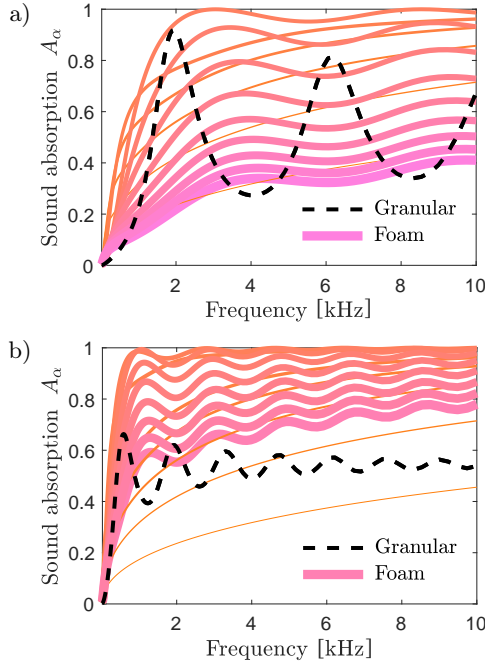 a)
Sound absorption Aα
1
0.8
0.6
0.4
0.2
0
Granular
Foam
2
4
6
8
10
Frequency [kHz]
b)
Sound absorption Aα
1
0.8
0.6
0.4
0.2
0
Granular
Foam
2
4
6
8
10
Frequency [kHz]